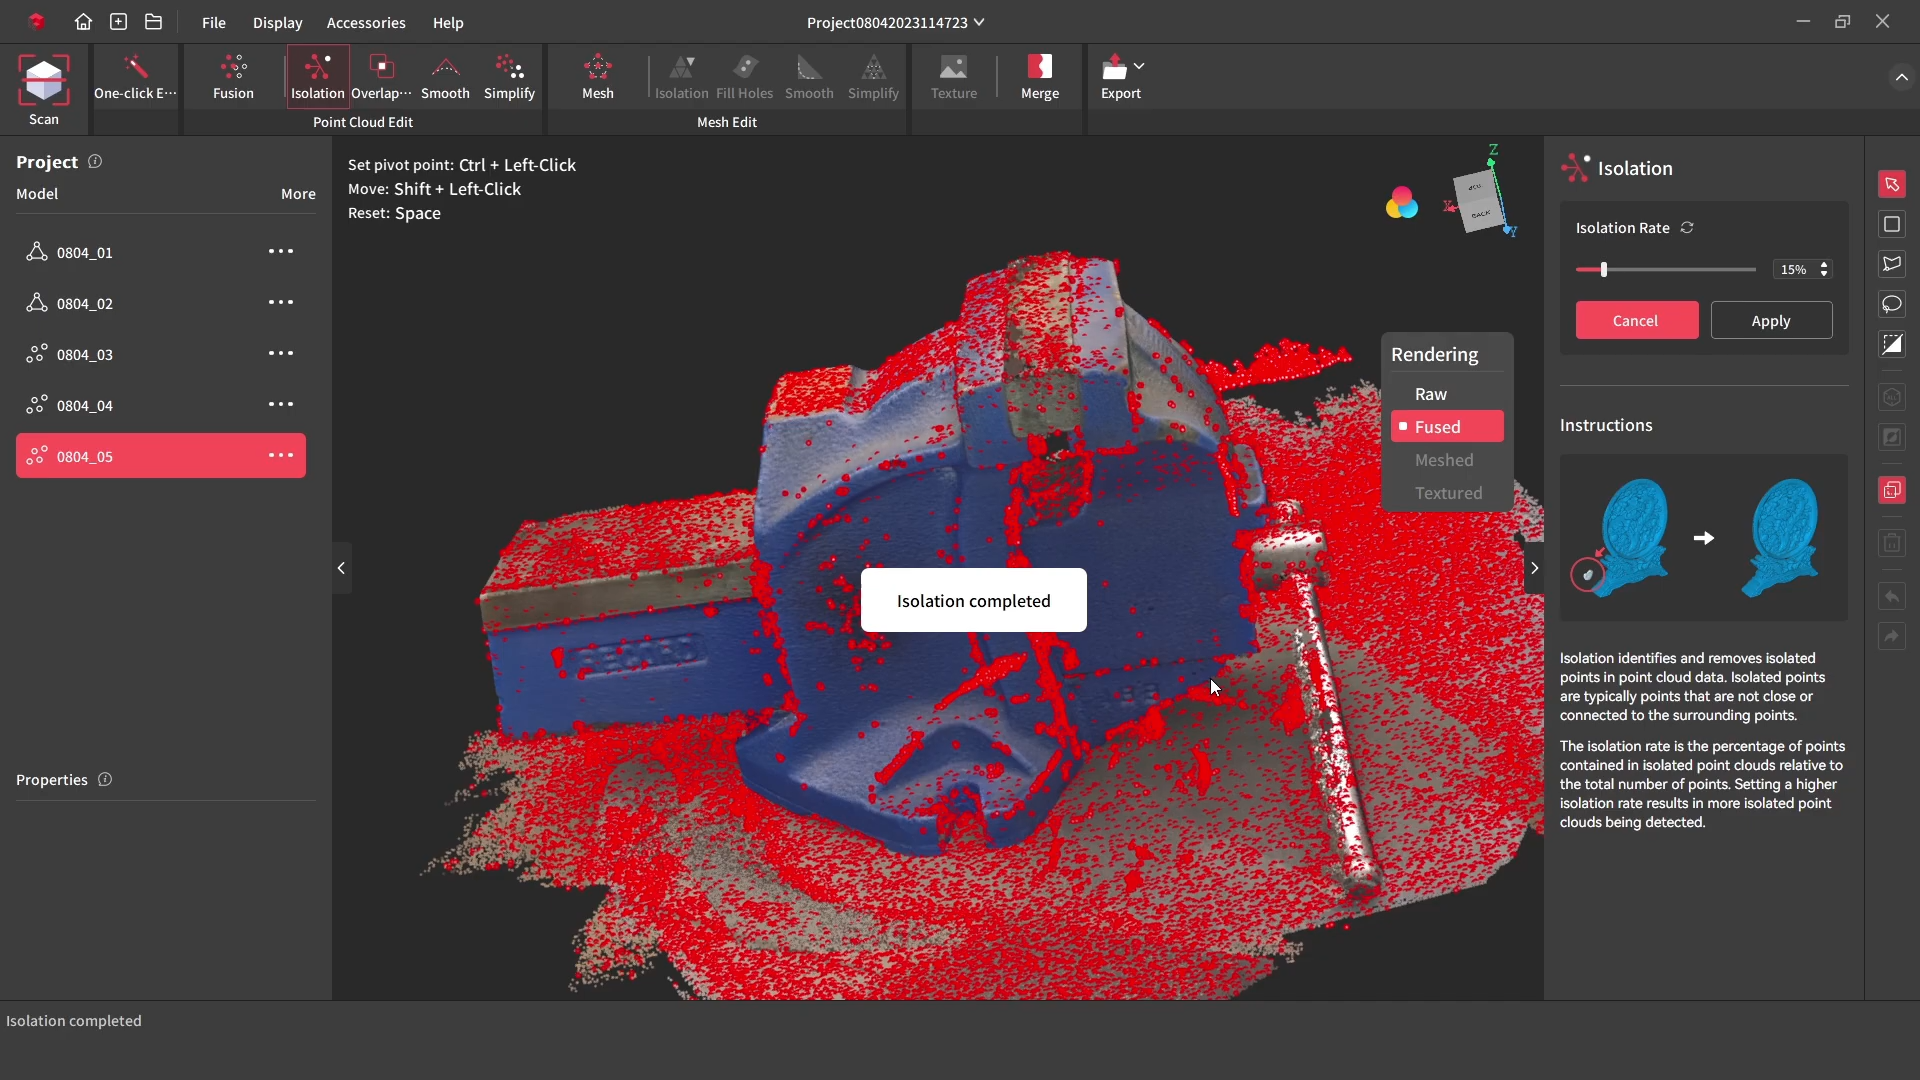 File Display Accessories Help
Project08042023114723
Scan
One-click E···
Fusion
Isolation
Overlap···
Smooth
Simplify
Point Cloud Edit
Mesh
Isolation
Fill Holes
Smooth
Simplify
Mesh Edit
Texture
Merge
Export
Project
Model More
0804_01
0804_02
0804_03
0804_04
0804_05
Properties
Set pivot point: Ctrl + Left-Click
Move: Shift + Left-Click
Reset: Space
Z
X
Y
BACK
Rendering
Raw
Fused
Meshed
Textured
Isolation completed
Isolation
Isolation Rate
15%
Cancel Apply
Instructions
Isolation identifies and removes isolated
points in point cloud data. Isolated points
are typically points that are not close or
connected to the surrounding points.
The isolation rate is the percentage of points
contained in isolated point clouds relative to
the total number of points. Setting a higher
isolation rate results in more isolated point
clouds being detected.
Isolation completed